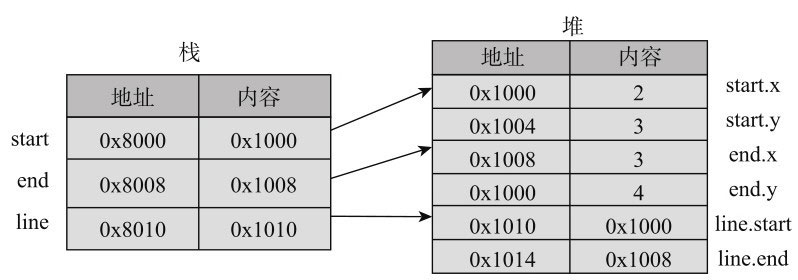 栈
地址 内容
start 0x8000 0x1000
end 0x8008 0x1008
line 0x8010 0x1010
堆
地址 内容
0x1000 2 start.x
0x1004 3 start.y
0x1008 3 end.x
0x1000 4 end.y
0x1010 0x1000 line.start
0x1014 0x1008 line.end